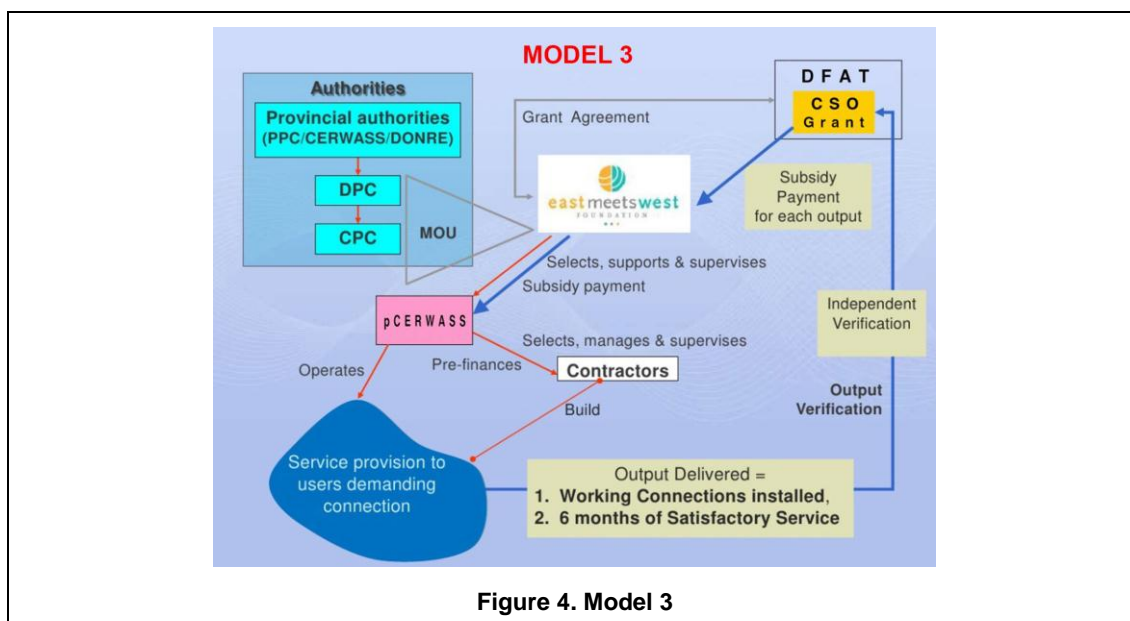 MODEL 3
Authorities
Provincial authorities
(PPC/CERWASS/DONRE)
DPC
CPC
MOU
Grant Agreement
DFAT
CSO
Grant
eastmeetswest
FOUNDATION
Subsidy
Payment
for each output
Selects, supports & supervises
Subsidy payment
pCERWASS
Selects, manages & supervises
Operates
Pre-finances
Contractors
Build
Independent
Verification
Output
Verification
Service provision to
users demanding
connection
Output Delivered =
1. Working Connections installed,
2. 6 months of Satisfactory Service
Figure 4. Model 3